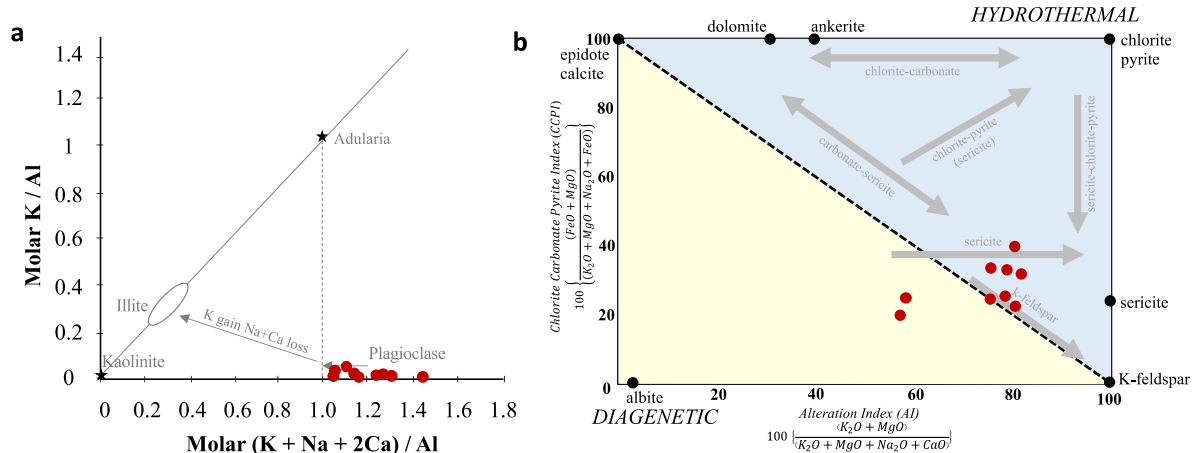 a
1.4
1.2
1
0.8
0.6
0.4
0.2
0
Molar K / Al
Adularia
Illite
K gain Na+Ca loss
Plagioclase
Kaolinite
0 0.2 0.4 0.6 0.8 1.0 1.2 1.4 1.6 1.8
Molar (K + Na + 2Ca) / Al
b
HYDROTHERMAL
dolomite
ankerite
100
epidote
calcite
chlorite
pyrite
chlorite-carbonate
carbonate-sericite
chlorite-pyrite
(sericite)
sericite-chlorite-pyrite
sericite
k-feldspar
80
60
40
20
0
sericite
K-feldspar
albite
DIAGENETIC
20 40 60 80 100
Chlorite Carbonate Pyrite Index (CCPI)
100 { (FeO + MgO) / (K₂O + MgO + Na₂O + FeO) }
Alteration Index (AI)
100 { (K₂O + MgO) / (K₂O + MgO + Na₂O + CaO) }